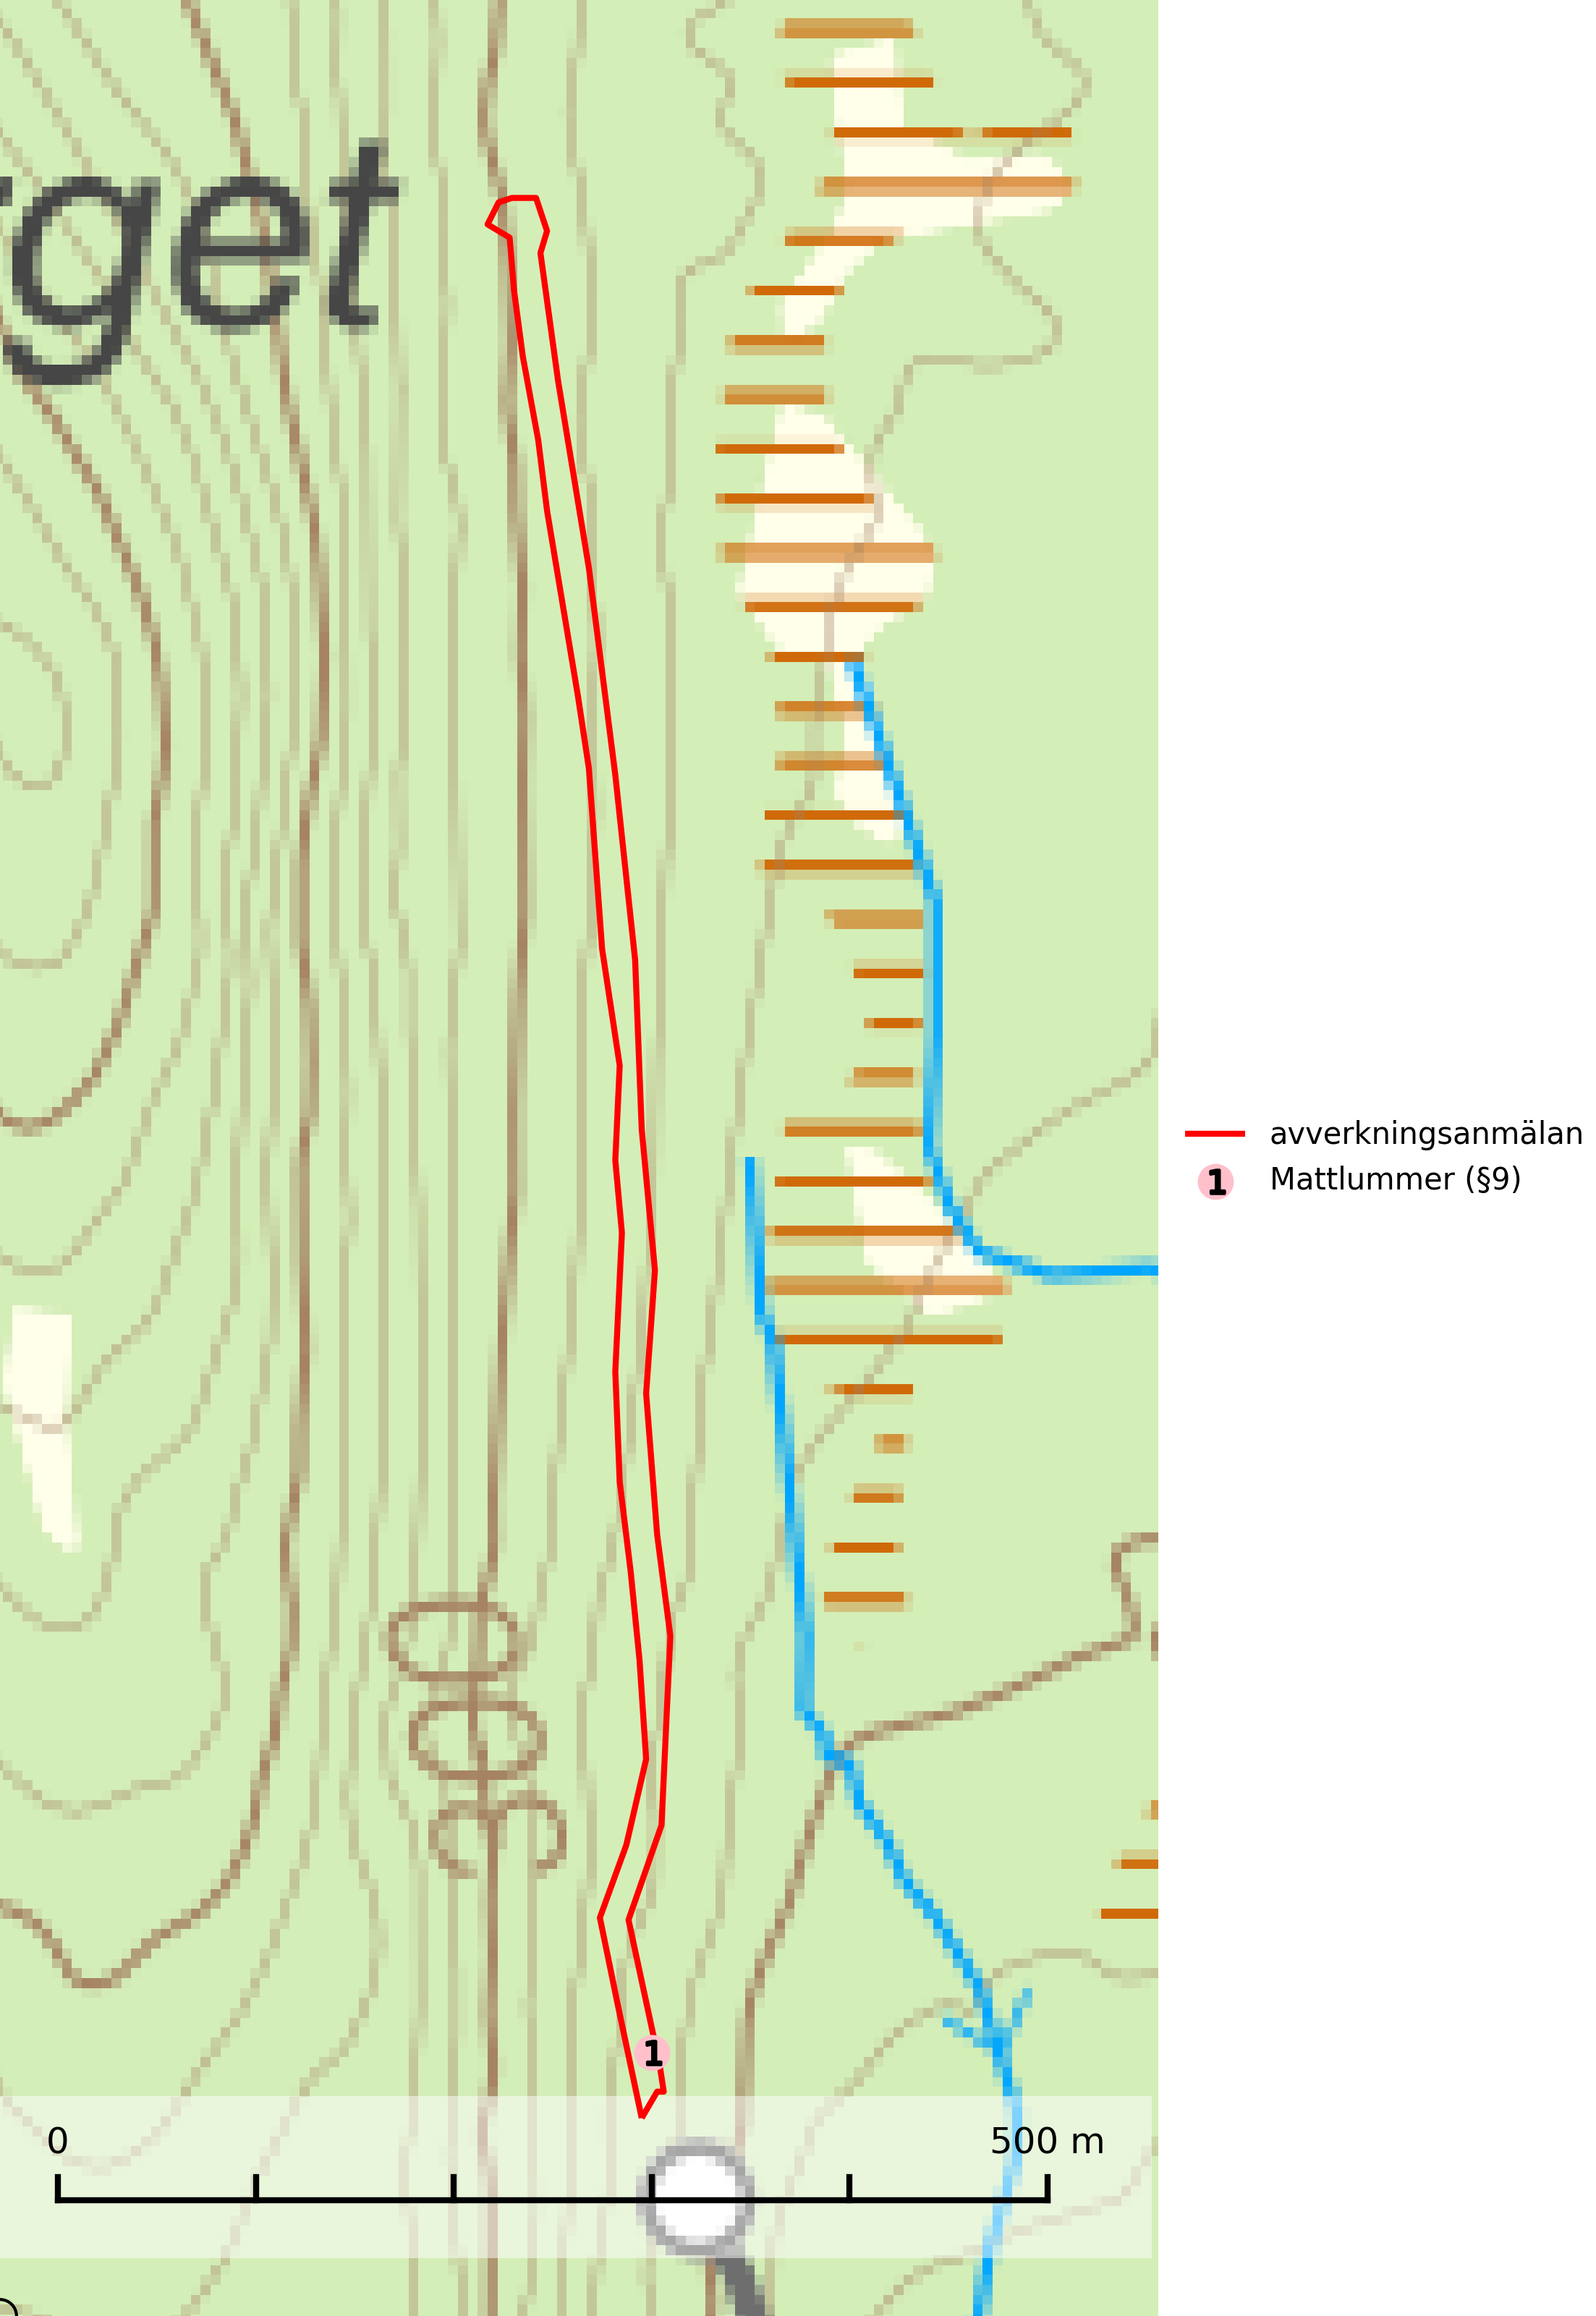 get
avverkningsanmälan
1 Mattlummer (§9)
1
0 500 m